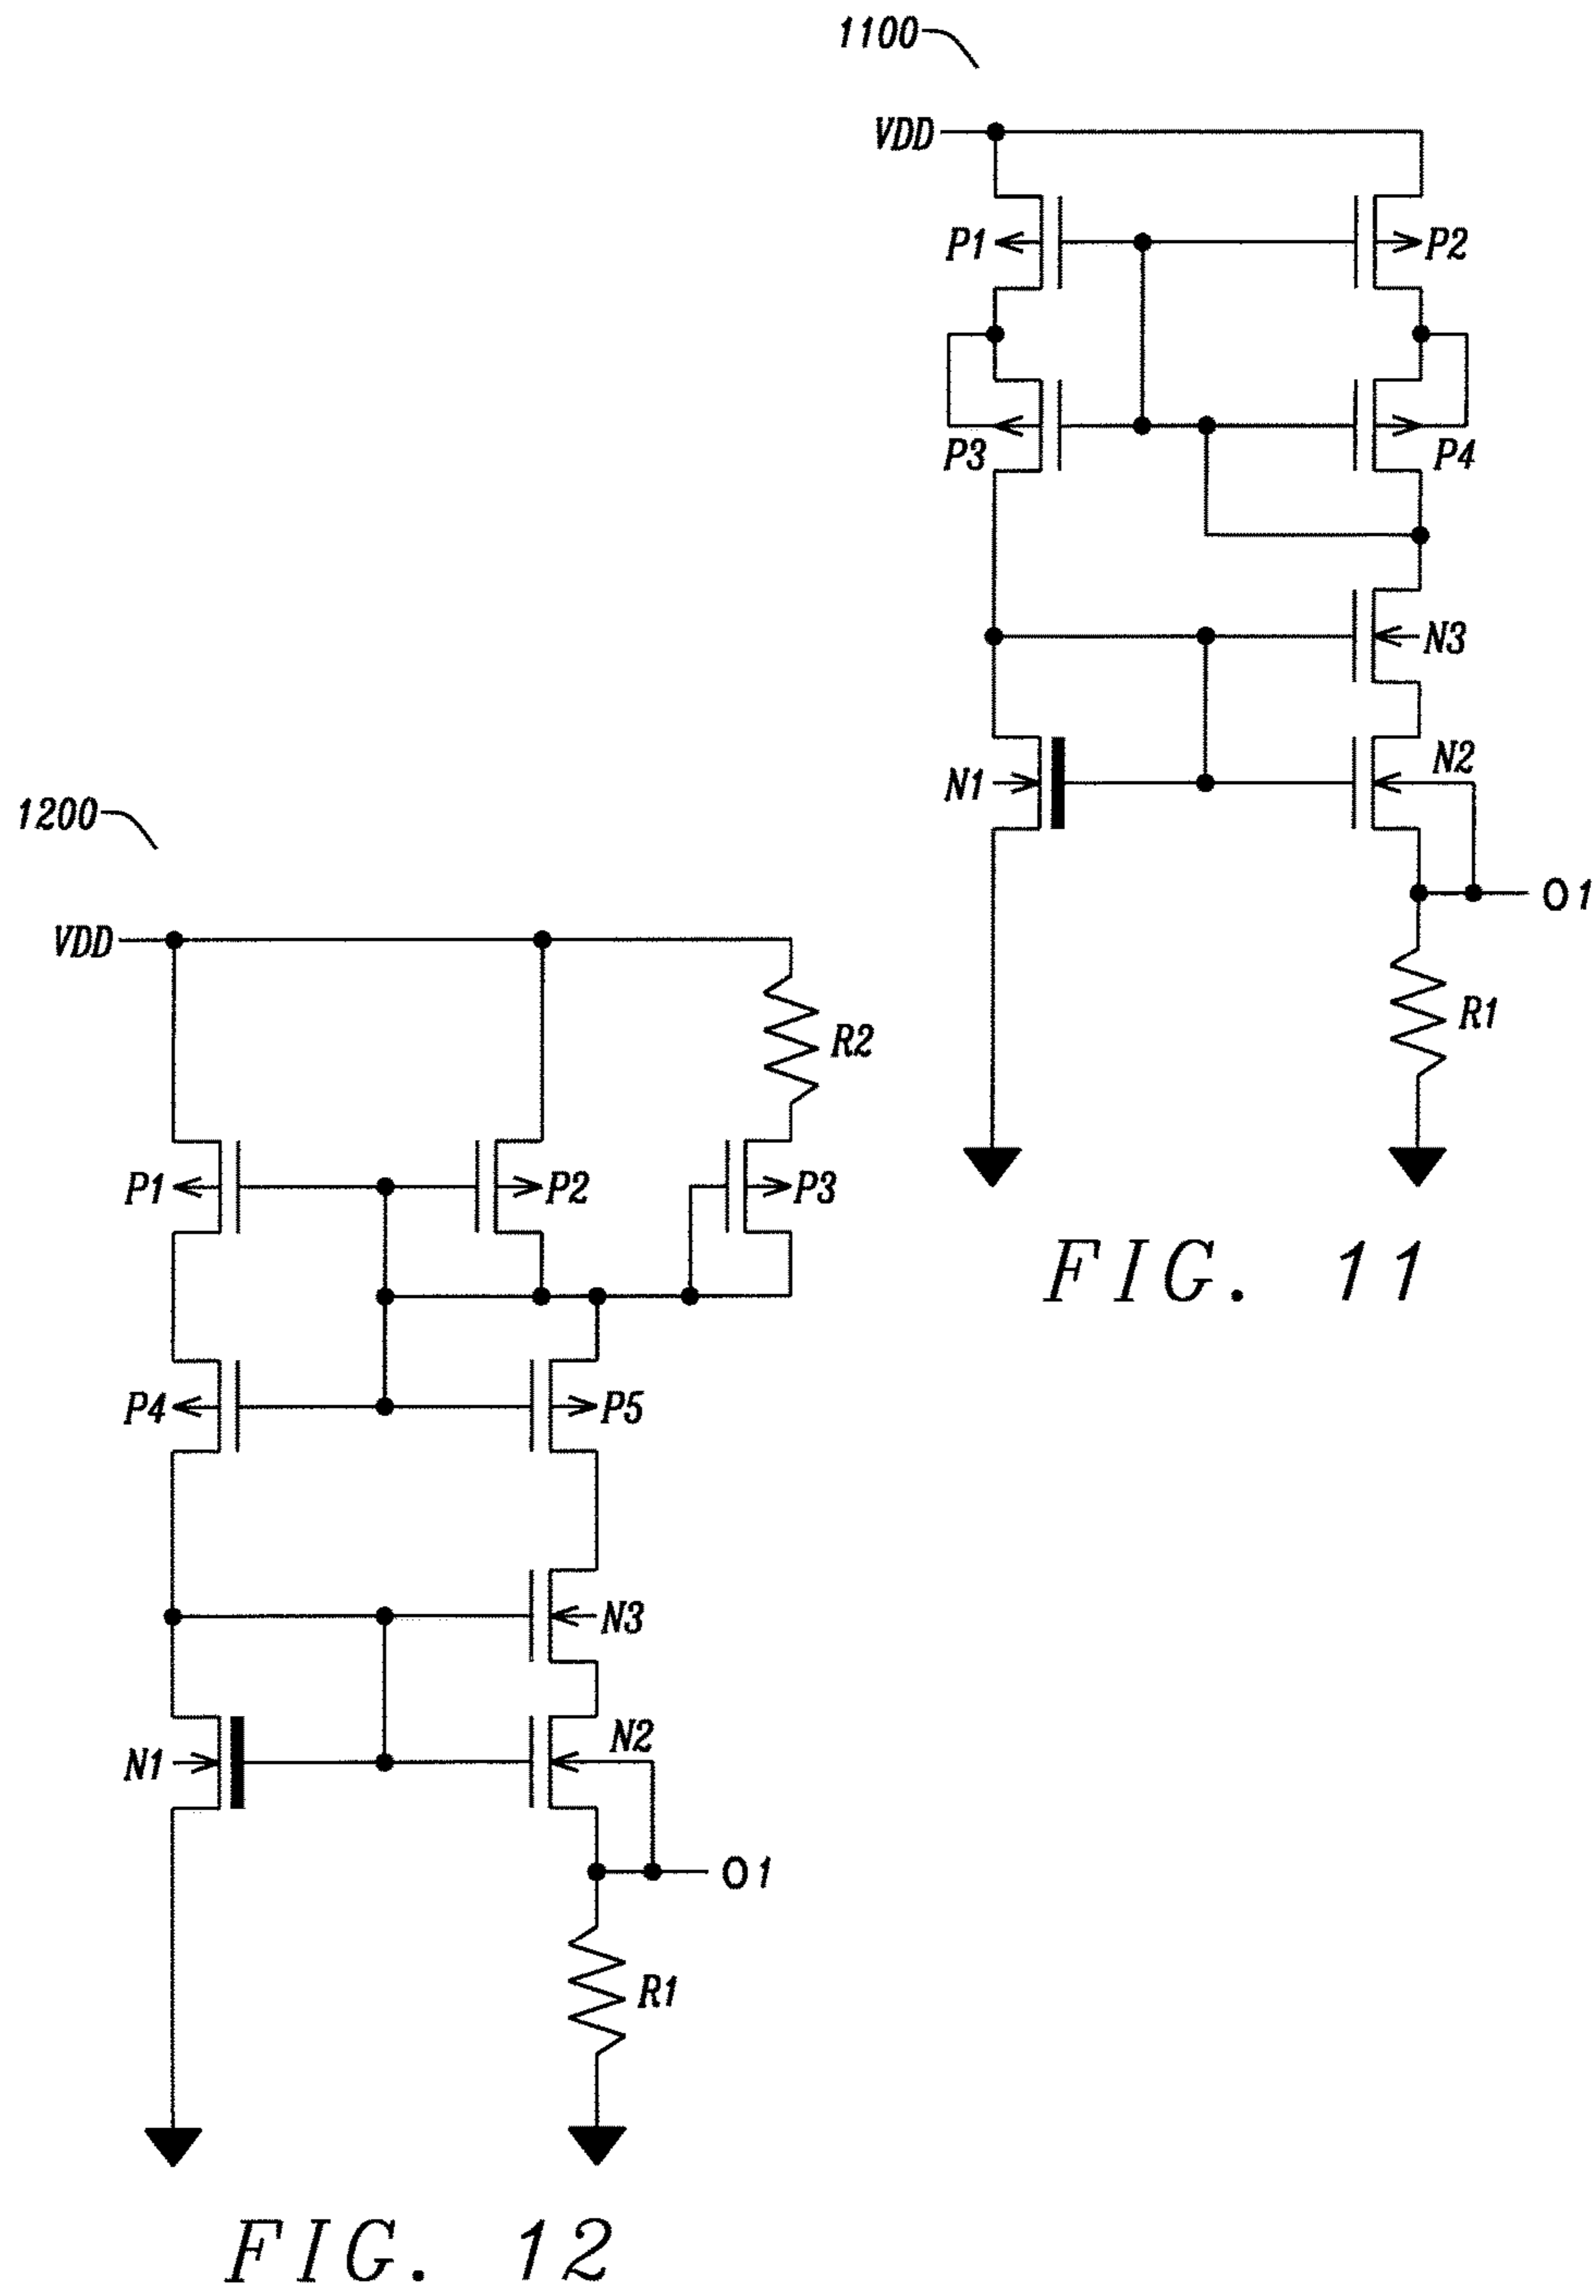 1100
VDD
P1
P2
P3
P4
N3
N1
N2
O1
R1
FIG. 11
1200
VDD
R2
P1
P2
P3
P4
P5
N3
N1
N2
O1
R1
FIG. 12